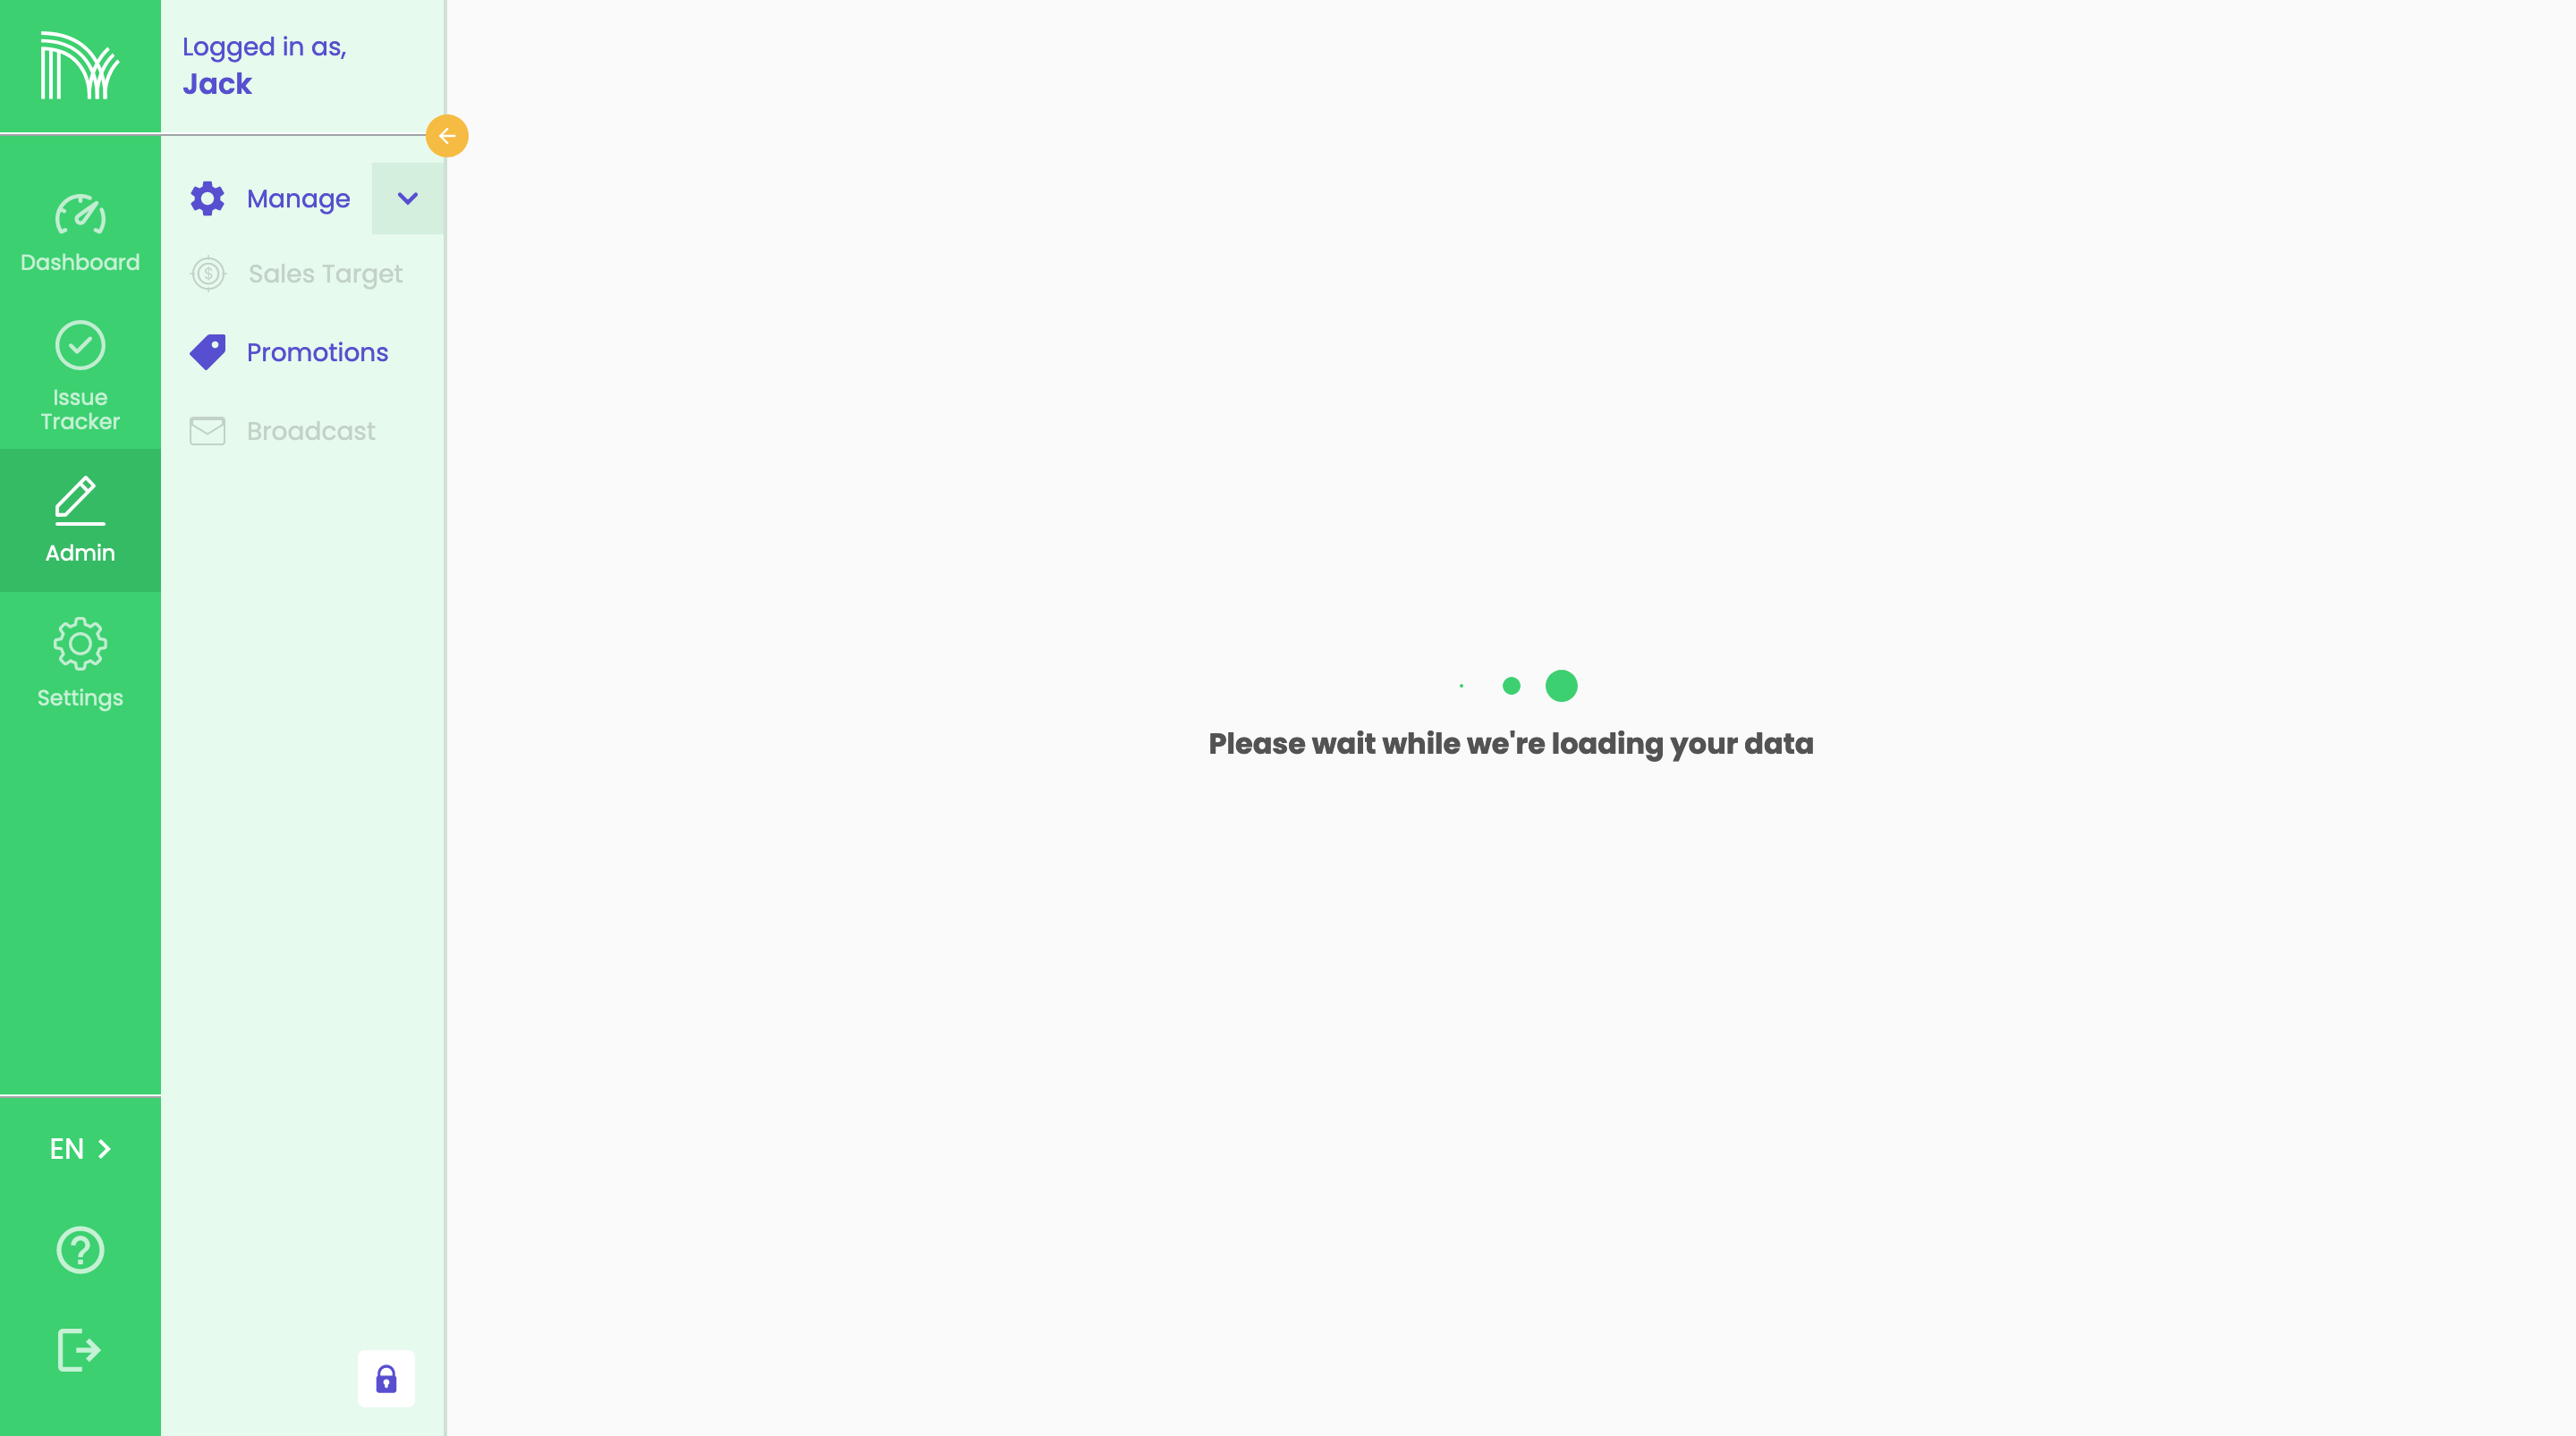 Logged in as,
Jack
Dashboard
Issue
Tracker
Admin
Settings
EN
Manage
Sales Target
Promotions
Broadcast
Please wait while we're loading your data